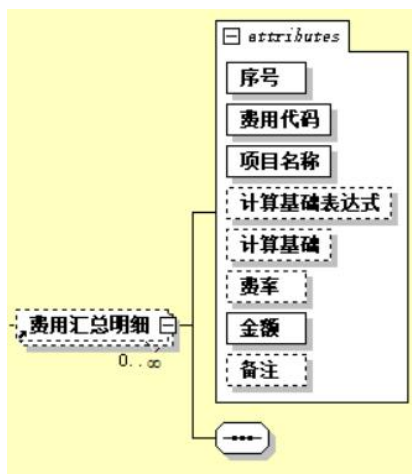 attributes
序号
费用代码
项目名称
计算基础表达式
计算基础
费率
费用汇总明细
金额
0..∞
备注